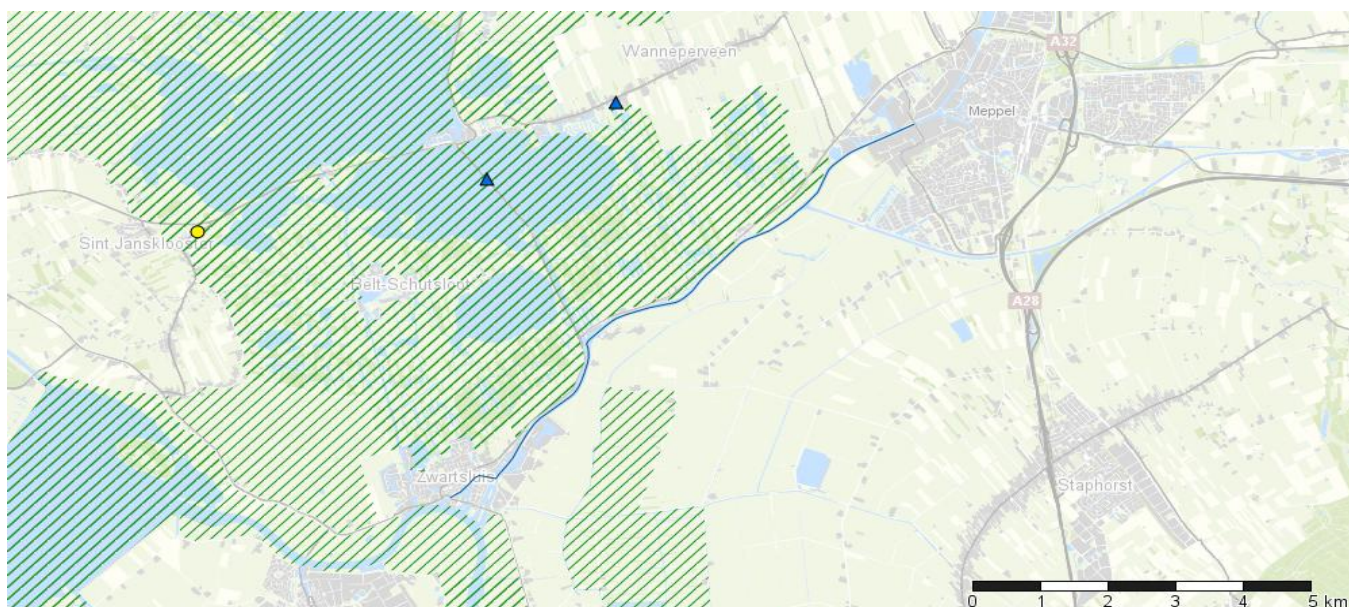 Wanneperveen
A32
Meppel
Sint Jansklooster
Belt-Schutsloot
A28
Zwartsluis
Staphorst
0 1 2 3 4 5 km